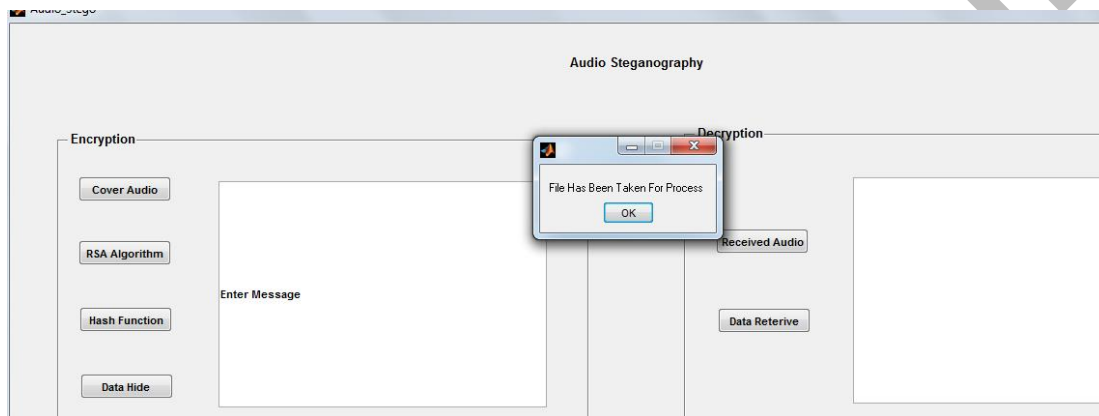 Audio_stego
Audio Steganography
Encryption
Decryption
File Has Been Taken For Process
OK
Cover Audio
RSA Algorithm
Hash Function
Data Hide
Enter Message
Received Audio
Data Reterive